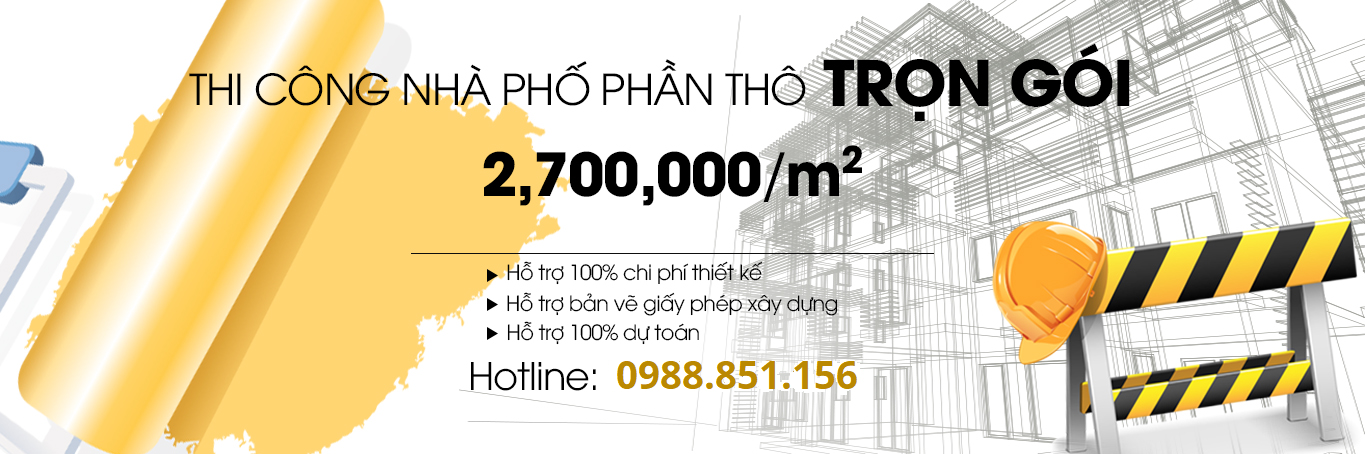 THI CÔNG NHÀ PHỐ PHẦN THÔ TRỌN GÓI
2,700,000/m²
▶ Hỗ trợ 100% chi phí thiết kế
▶ Hỗ trợ bản vẽ giấy phép xây dựng
▶ Hỗ trợ 100% dự toán
Hotline: 0988.851.156